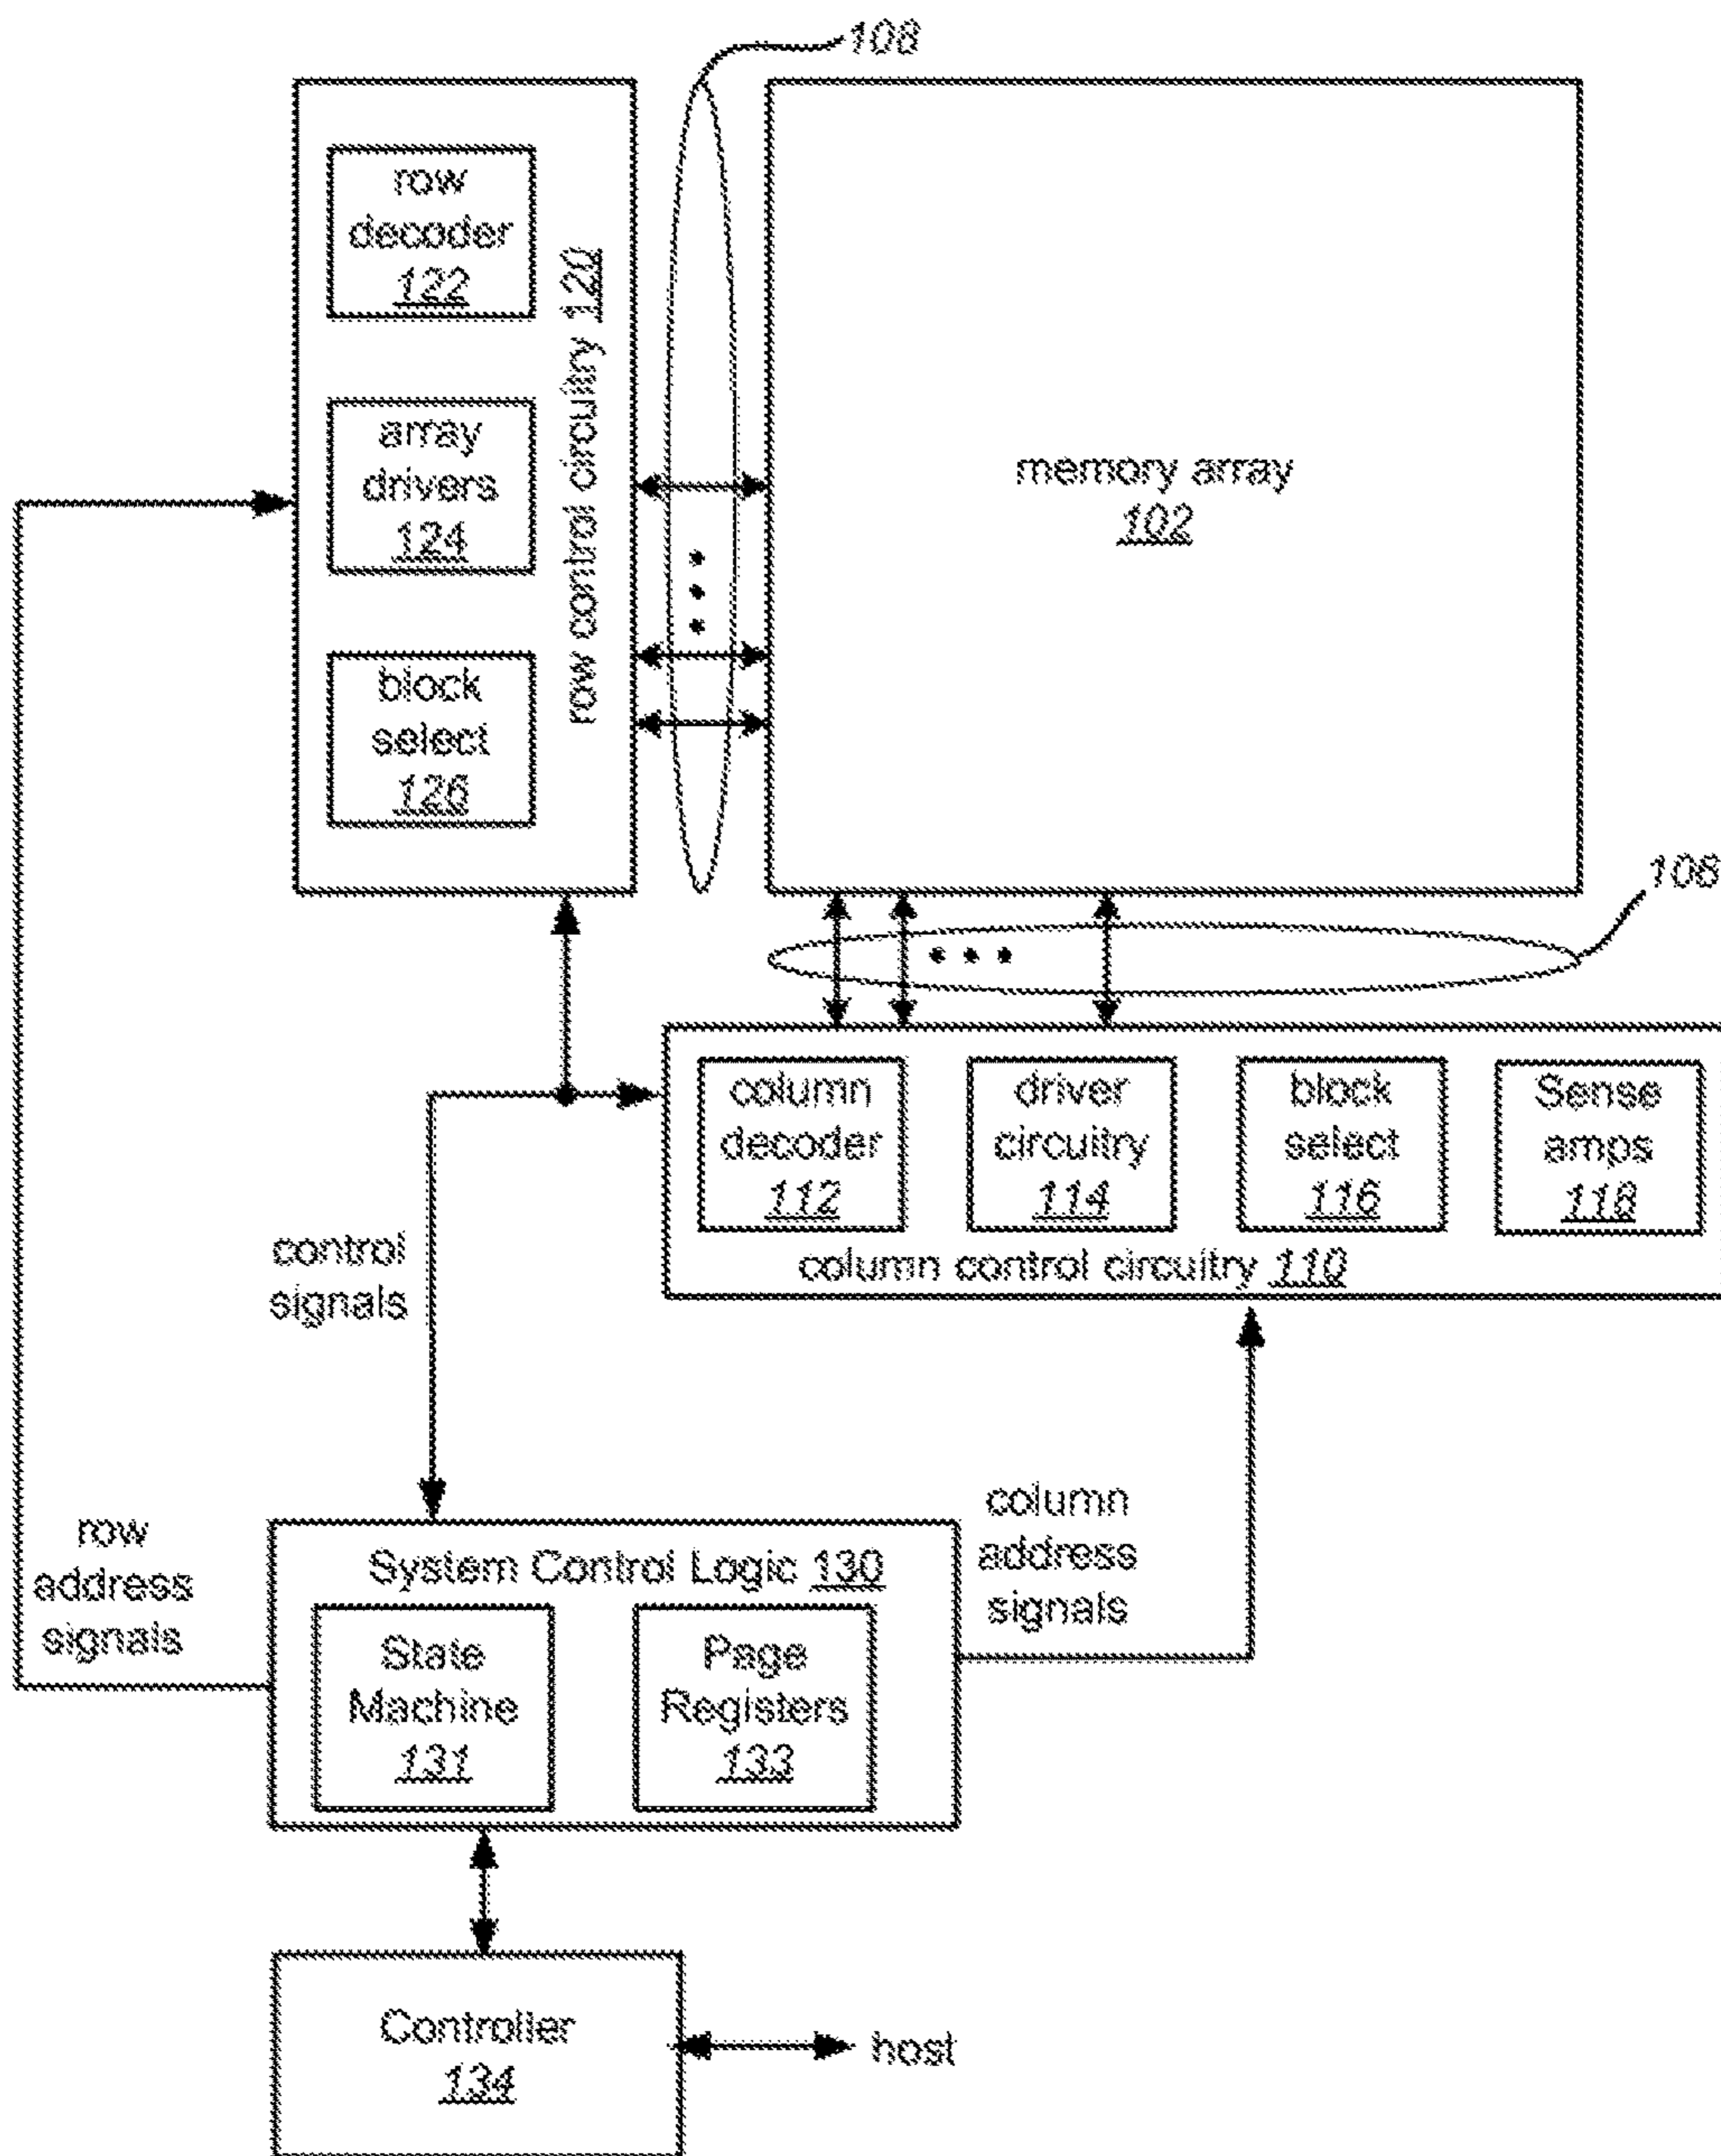 108
row
decoder
122
array
drivers
124
block
select
126
row control circuitry 120
memory array
102
106
column
decoder
112
driver
circuitry
114
block
select
116
Sense
amps
118
column control circuitry 110
control
signals
row
address
signals
column
address
signals
System Control Logic 130
State
Machine
131
Page
Registers
133
Controller
134
host